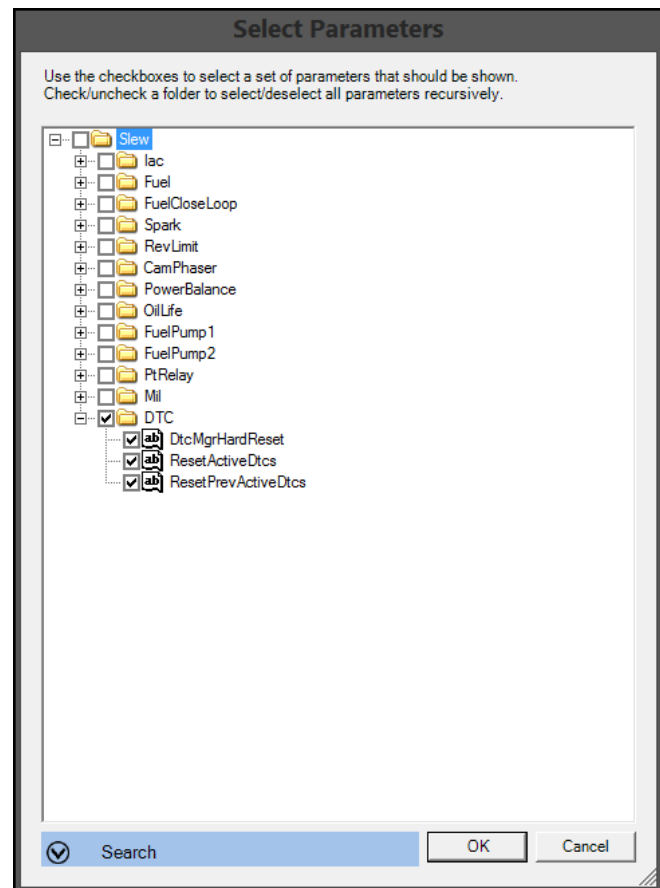 Select Parameters
Use the checkboxes to select a set of parameters that should be shown.
Check/uncheck a folder to select/deselect all parameters recursively.
Slew
Iac
Fuel
FuelCloseLoop
Spark
RevLimit
CamPhaser
PowerBalance
OilLife
FuelPump1
FuelPump2
PtRelay
Mil
DTC
ab DtcMgrHardReset
ab ResetActiveDtcs
ab ResetPrevActiveDtcs
Search
OK
Cancel